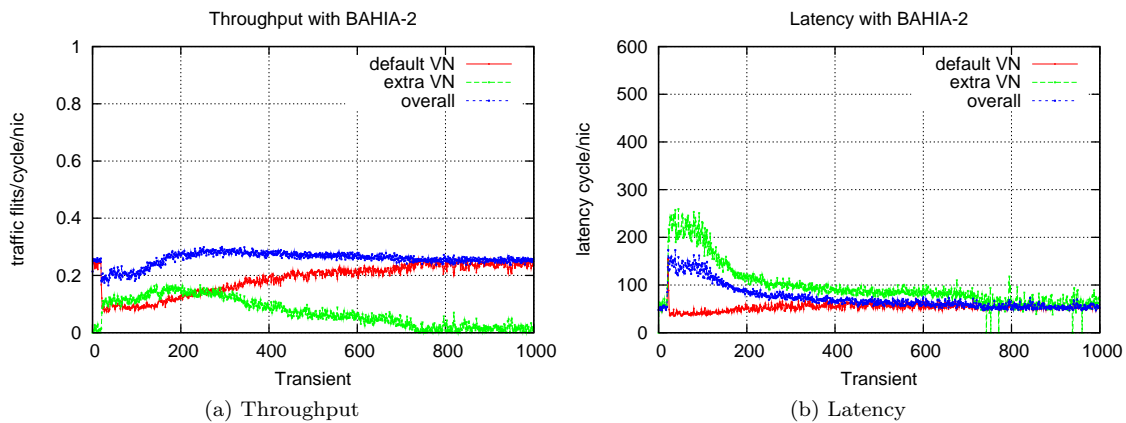 Throughput with BAHIA-2
1
0.8
0.6
0.4
0.2
0
0 200 400 600 800 1000
traffic flits/cycle/nic
Transient
default VN
extra VN
overall
(a) Throughput
Latency with BAHIA-2
600
500
400
300
200
100
0
0 200 400 600 800 1000
latency cycle/nic
Transient
default VN
extra VN
overall
(b) Latency